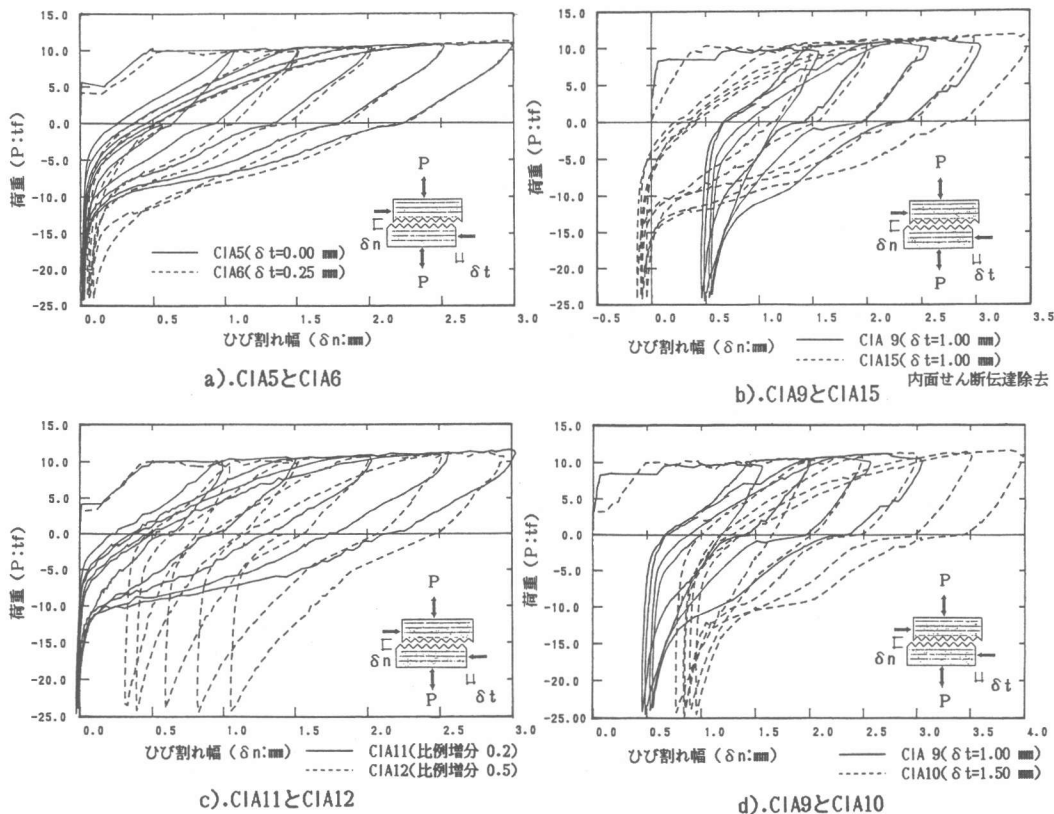 15.0
10.0
5.0
0.0
-5.0
-10.0
-15.0
-20.0
-25.0
荷重 (P:tf)
P
δn
P
δt
CIA5(δt=0.00 mm)
CIA6(δt=0.25 mm)
0.0 0.5 1.0 1.5 2.0 2.5 3.0
ひび割れ幅 (δn:mm)
a).CIA5とCIA6
15.0
10.0
5.0
0.0
-5.0
-10.0
-15.0
-20.0
-25.0
荷重 (P:tf)
P
δn
P
δt
-0.5 0.0 0.5 1.0 1.5 2.0 2.5 3.0 3.5
ひび割れ幅 (δn:mm)
CIA 9(δt=1.00 mm)
CIA15(δt=1.00 mm)
内面せん断伝達除去
b).CIA9とCIA15
15.0
10.0
5.0
0.0
-5.0
-10.0
-15.0
-20.0
-25.0
荷重 (P:tf)
P
δn
P
δt
0.0 0.5 1.0 1.5 2.0 2.5 3.0
ひび割れ幅 (δn:mm)
CIA11(比例増分 0.2)
CIA12(比例増分 0.5)
c).CIA11とCIA12
15.0
10.0
5.0
0.0
-5.0
-10.0
-15.0
-20.0
-25.00
荷重 (P:tf)
P
δn
P
δt
0.0 0.5 1.0 1.5 2.0 2.5 3.0 3.5 4.0
ひび割れ幅 (δn:mm)
CIA 9(δt=1.00 mm)
CIA10(δt=1.50 mm)
d).CIA9とCIA10